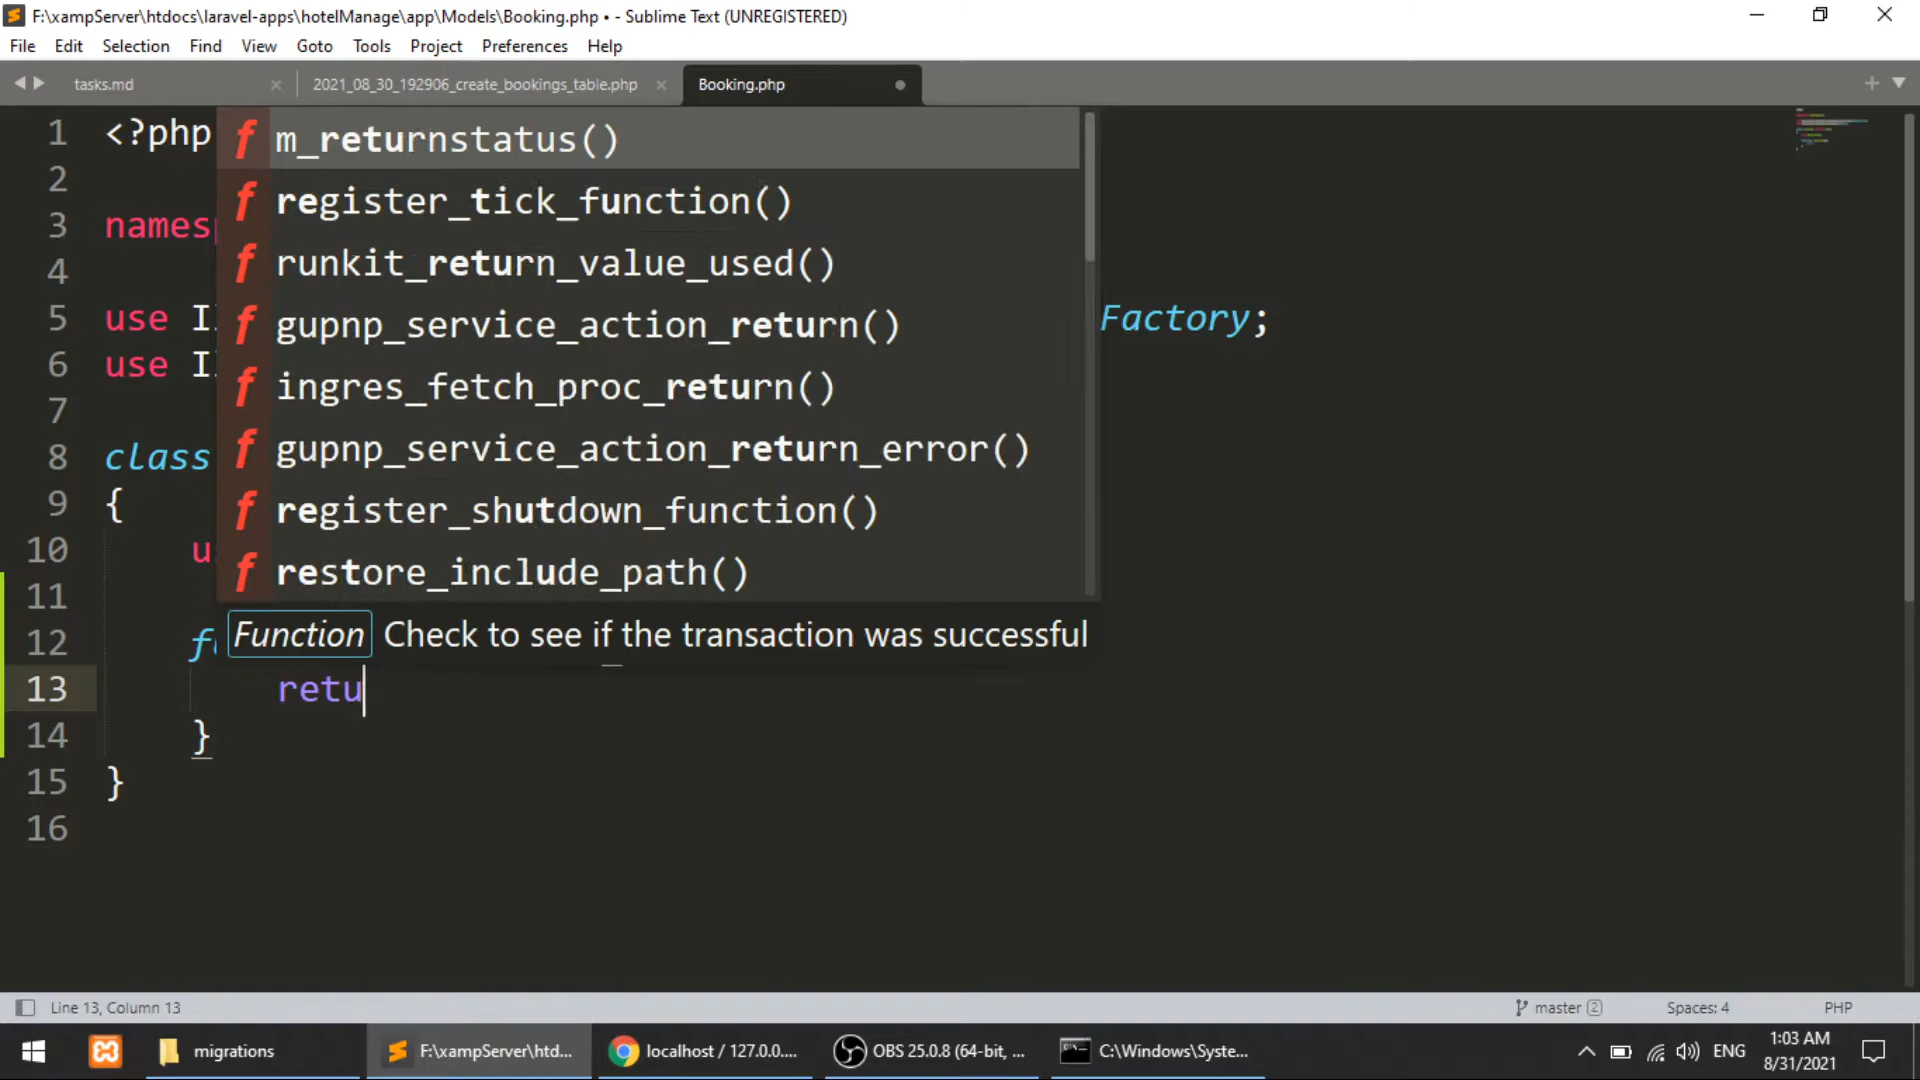 F:\xampServer\htdocs\laravel-apps\hotelManage\app\Models\Booking.php • - Sublime Text (UNREGISTERED)
File Edit Selection Find View Goto Tools Project Preferences Help
tasks.md 2021_08_30_192906_create_bookings_table.php Booking.php
1 <?php
2
3 namesp
4
5 use Il Factory;
6 use Il
7
8 class
9 {
10 u
11
12 fu
13 retu
14 }
15 }
16
f m_returnstatus()
f register_tick_function()
f runkit_return_value_used()
f gupnp_service_action_return()
f ingres_fetch_proc_return()
f gupnp_service_action_return_error()
f register_shutdown_function()
f restore_include_path()
Function Check to see if the transaction was successful
Line 13, Column 13 master 2 Spaces: 4 PHP
migrations F:\xampServer\htd... localhost / 127.0.0.... OBS 25.0.8 (64-bit, ... C:\Windows\Syste... ENG 1:03 AM
8/31/2021